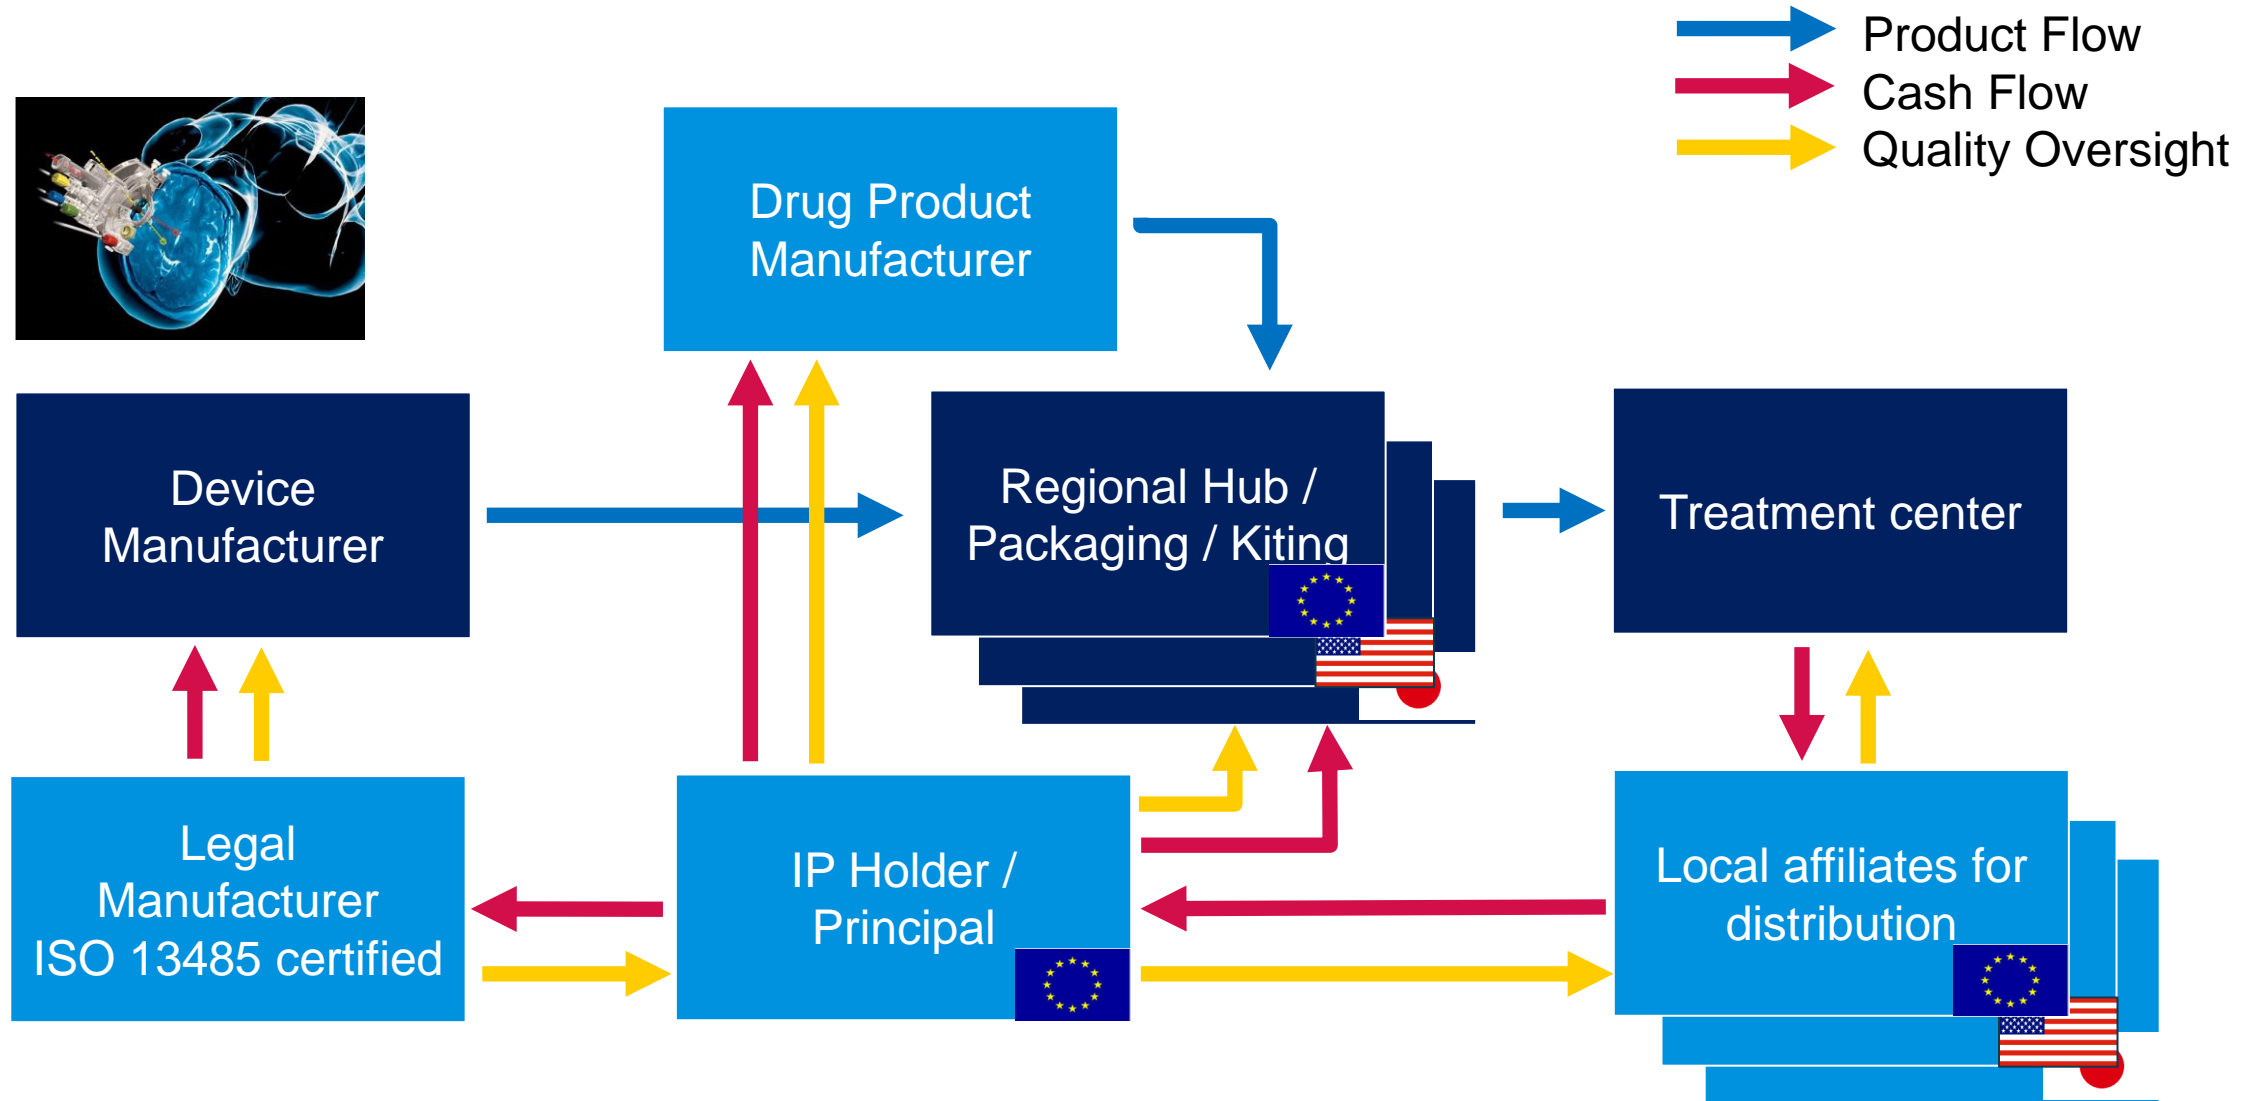 Product Flow
Cash Flow
Quality Oversight
Drug Product
Manufacturer
Device
Manufacturer
Regional Hub /
Packaging / Kiting
Treatment center
Legal
Manufacturer
ISO 13485 certified
IP Holder /
Principal
Local affiliates for
distribution